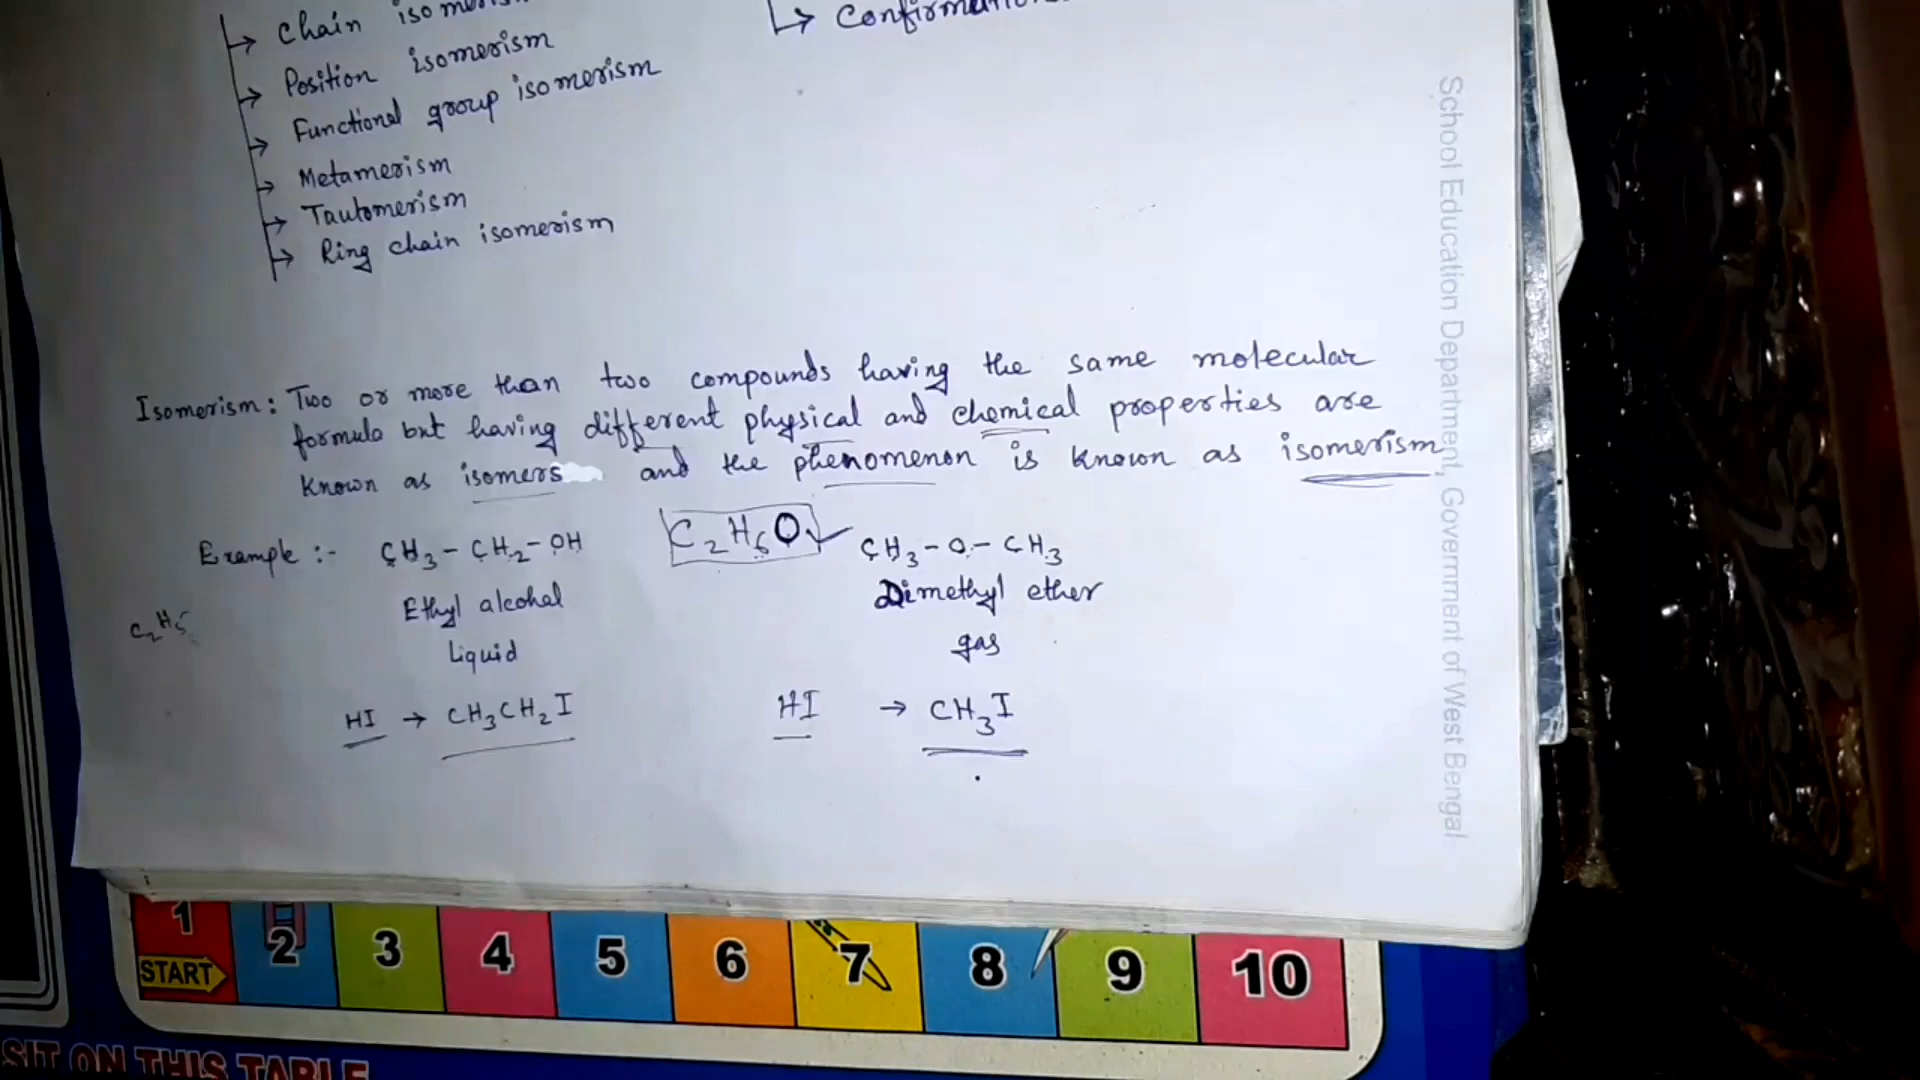 Chain isomerism
Position isomerism
Functional group isomerism
Metamerism
Tautomerism
Ring chain isomerism
Isomerism: Two or more than two compounds having the same molecular
formula but having different physical and chemical properties are
known as isomers and the phenomenon is known as isomerism
Example :- CH3-CH2-OH C2H6O CH3-O-CH3
Ethyl alcohal Dimethyl ether
C2H5
Liquid gas
HI → CH3CH2I HI → CH3I
School Education Department, Government of West Bengal
1 2 3 4 5 6 7 8 9 10
START
SIT ON THIS TABLE